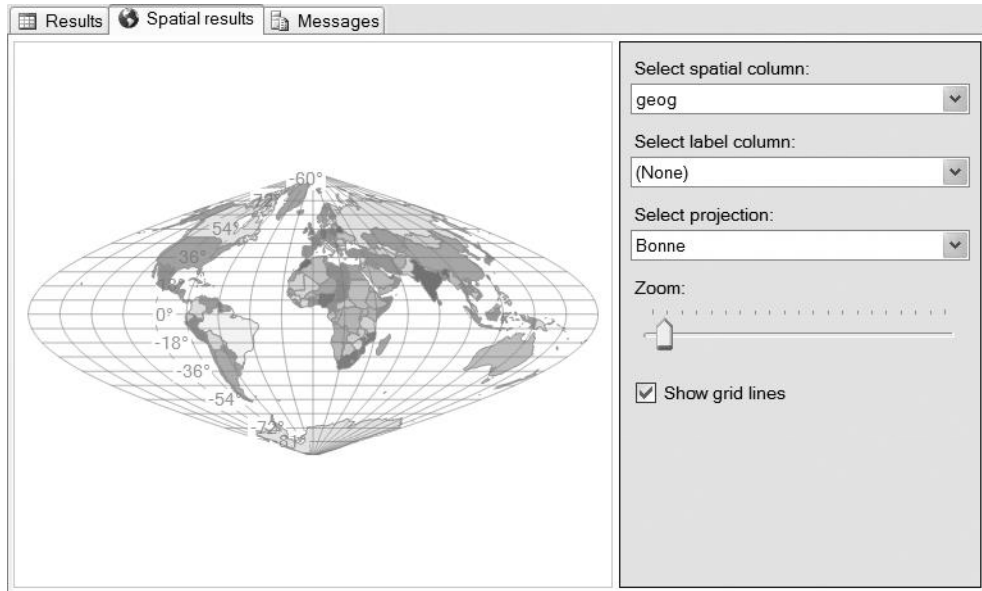 Results Spatial results Messages
Select spatial column:
geog
Select label column:
(None)
Select projection:
Bonne
Zoom:
Show grid lines
-60°
54°
36°
0°
-18°
-36°
-54°